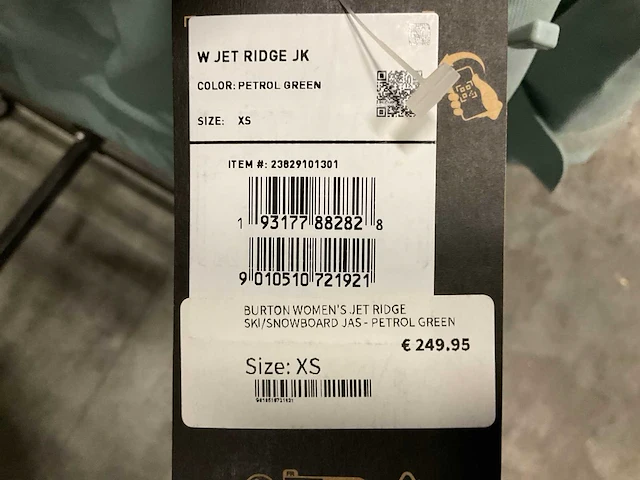 W JET RIDGE JK
COLOR: PETROL GREEN
SIZE: XS
ITEM #: 23829101301
1 93177 88282 8
9 010510 721921
BURTON WOMEN'S JET RIDGE
SKI/SNOWBOARD JAS - PETROL GREEN
€ 249.95
Size: XS